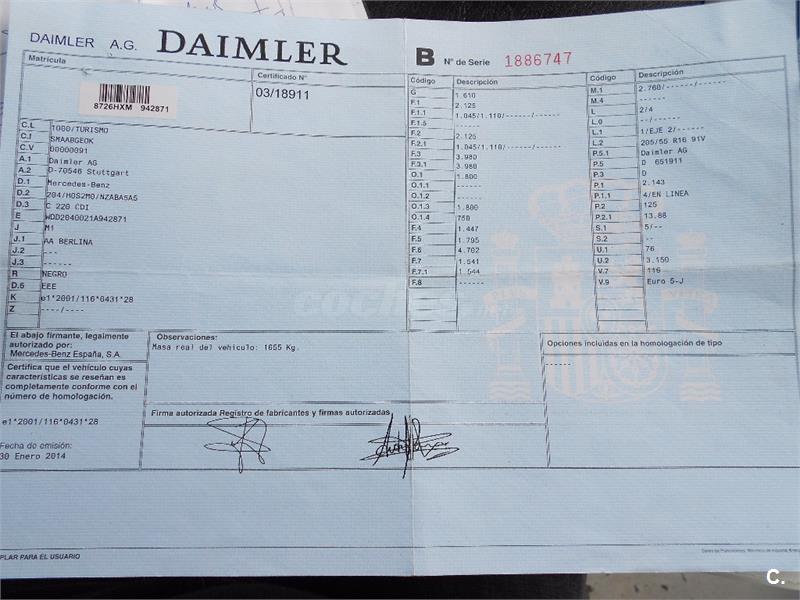 DAIMLER A.G. DAIMLER B Nº de Serie 1886747
Matrícula
8726HXM 942871
Certificado Nº
03/18911
C.L 1000/TURISMO
C.I SMAABGEOK
C.V D0000091
A.1 Daimler AG
A.2 D-70546 Stuttgart
D.1 Mercedes-Benz
D.2 204/H0S2M0/NZABA5A5
D.3 C 220 CDI
E WDD2040021A942871
J M1
J.1 AA BERLINA
J.2 ---
J.3 ---
R NEGRO
D.6 EEE
K e1*2001/116*0431*28
Z ----/----
Código Descripción
G 1.610
F.1 2.125
F.1.1 1.045/1.110/------/------
F.1.5 ------
F.2 2.125
F.2.1 1.045/1.110/------/------
F.3 3.980
F.3.1 3.980
O.1 1.800
O.1.1 ------
O.1.2 ------
O.1.3 1.800
O.1.4 750
F.4 1.447
F.5 1.795
F.6 4.702
F.7 1.541
F.7.1 1.544
F.8 ------
Código Descripción
M.1 2.760/------/------
M.4 ------
L 2/4
L.0 --/------
L.1 1/EJE 2/------
L.2 205/55 R16 91V
P.5.1 Daimler AG
P.5 D 651911
P.3 D
P.1 2.143
P.1.1 4/EN LINEA
P.2 125
P.2.1 13.88
S.1 5/--
S.2 --
U.1 76
U.2 3.150
V.7 116
V.9 Euro 5-J
coches
El abajo firmante, legalmente
autorizado por:
Mercedes-Benz España, S.A.
Certifica que el vehículo cuyas
características se reseñan es
completamente conforme con el
número de homologación.
e1*2001/116*0431*28
Fecha de emisión:
30 Enero 2014
Observaciones:
Masa real del vehiculo: 1655 Kg.
Opciones incluidas en la homologación de tipo
------
Firma autorizada Registro de fabricantes y firmas autorizadas
PLAR PARA EL USUARIO
C.